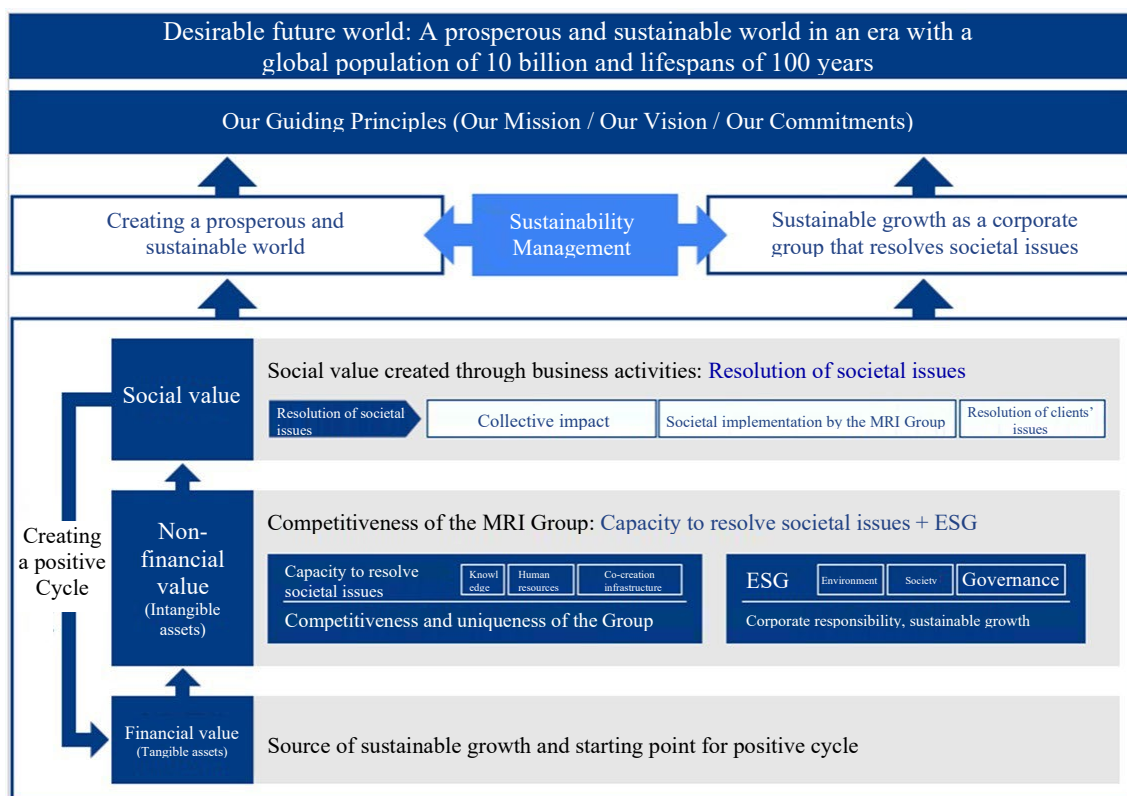 Desirable future world: A prosperous and sustainable world in an era with a
global population of 10 billion and lifespans of 100 years
Our Guiding Principles (Our Mission / Our Vision / Our Commitments)
Creating a prosperous and
sustainable world
Sustainability
Management
Sustainable growth as a corporate
group that resolves societal issues
Creating
a positive
Cycle
Social value
Social value created through business activities: Resolution of societal issues
Resolution of societal
issues
Collective impact
Societal implementation by the MRI Group
Resolution of clients'
issues
Non-
financial
value
(Intangible
assets)
Competitiveness of the MRI Group: Capacity to resolve societal issues + ESG
Capacity to resolve
societal issues
Knowl
edge
Human
resources
Co-creation
infrastructure
Competitiveness and uniqueness of the Group
ESG
Environment
Society
Governance
Corporate responsibility, sustainable growth
Financial value
(Tangible assets)
Source of sustainable growth and starting point for positive cycle